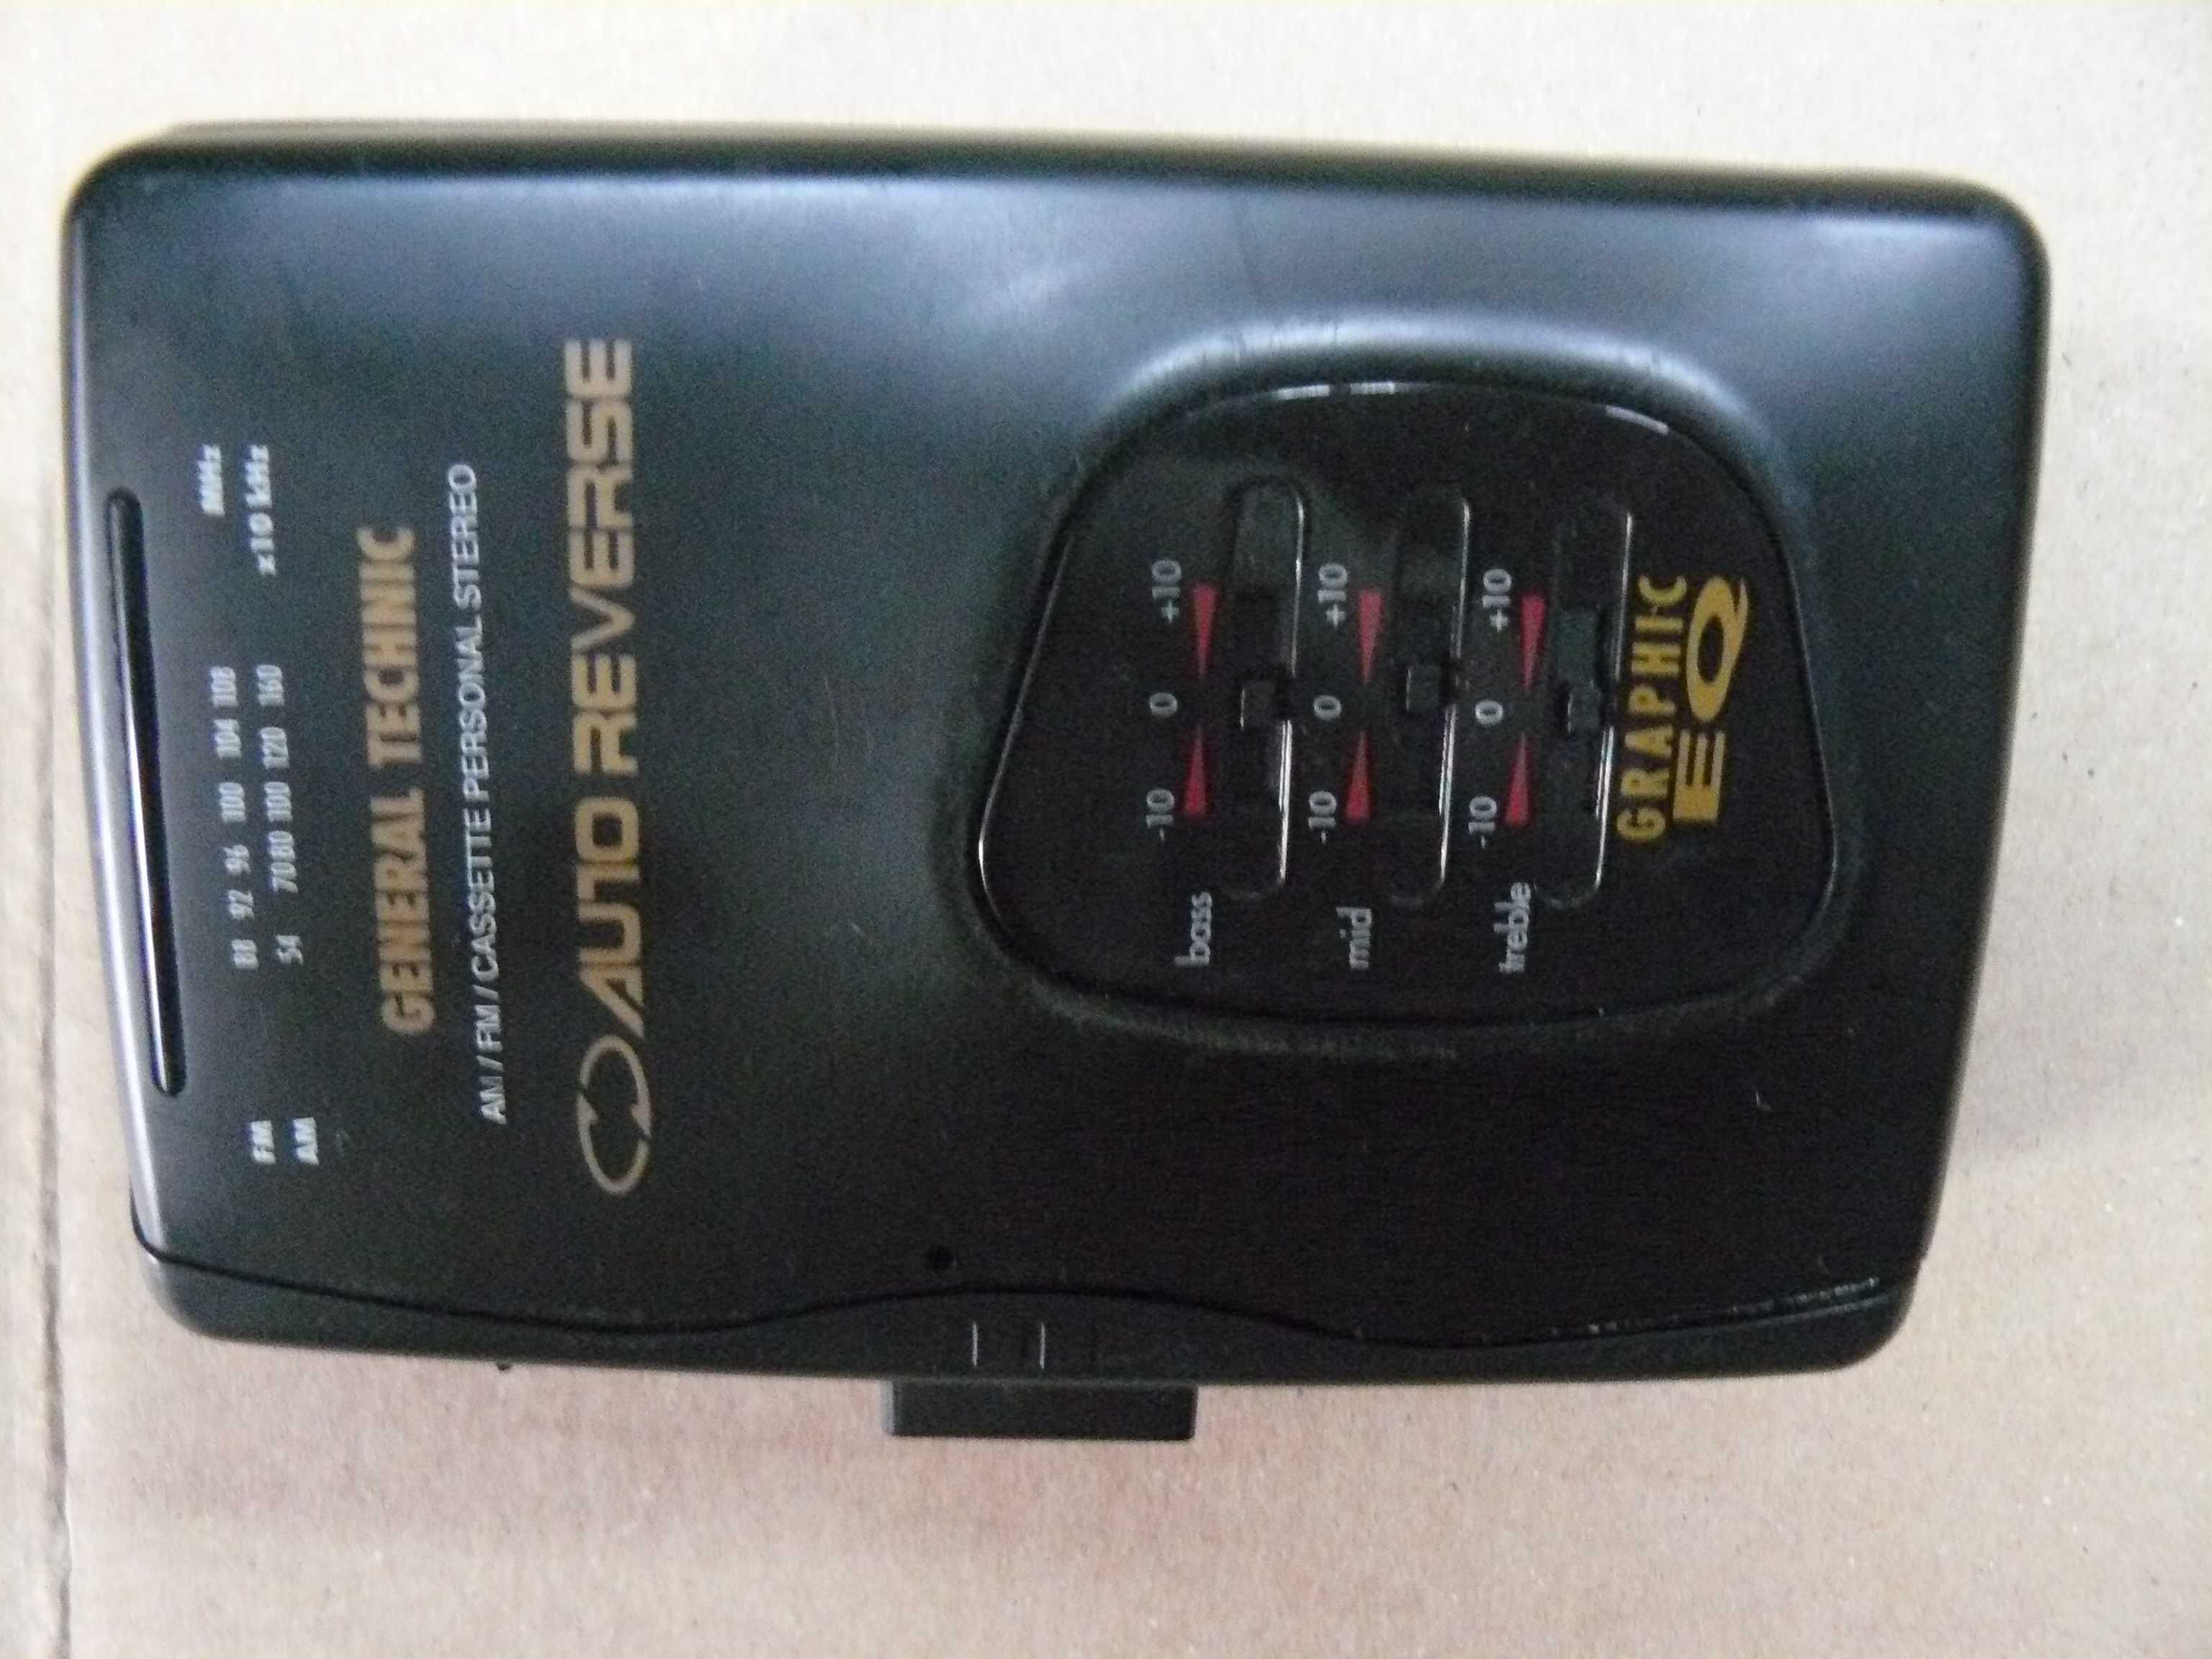 FM 88 92 96 100 104 108 MHz
AM 54 70 80 100 120 160 x10 kHz
GENERAL TECHNIC
AM/FM/CASSETTE PERSONAL STEREO
AUTO REVERSE
-10 0 +10
bass
-10 0 +10
mid
-10 0 +10
treble
GRAPHIC
EQ